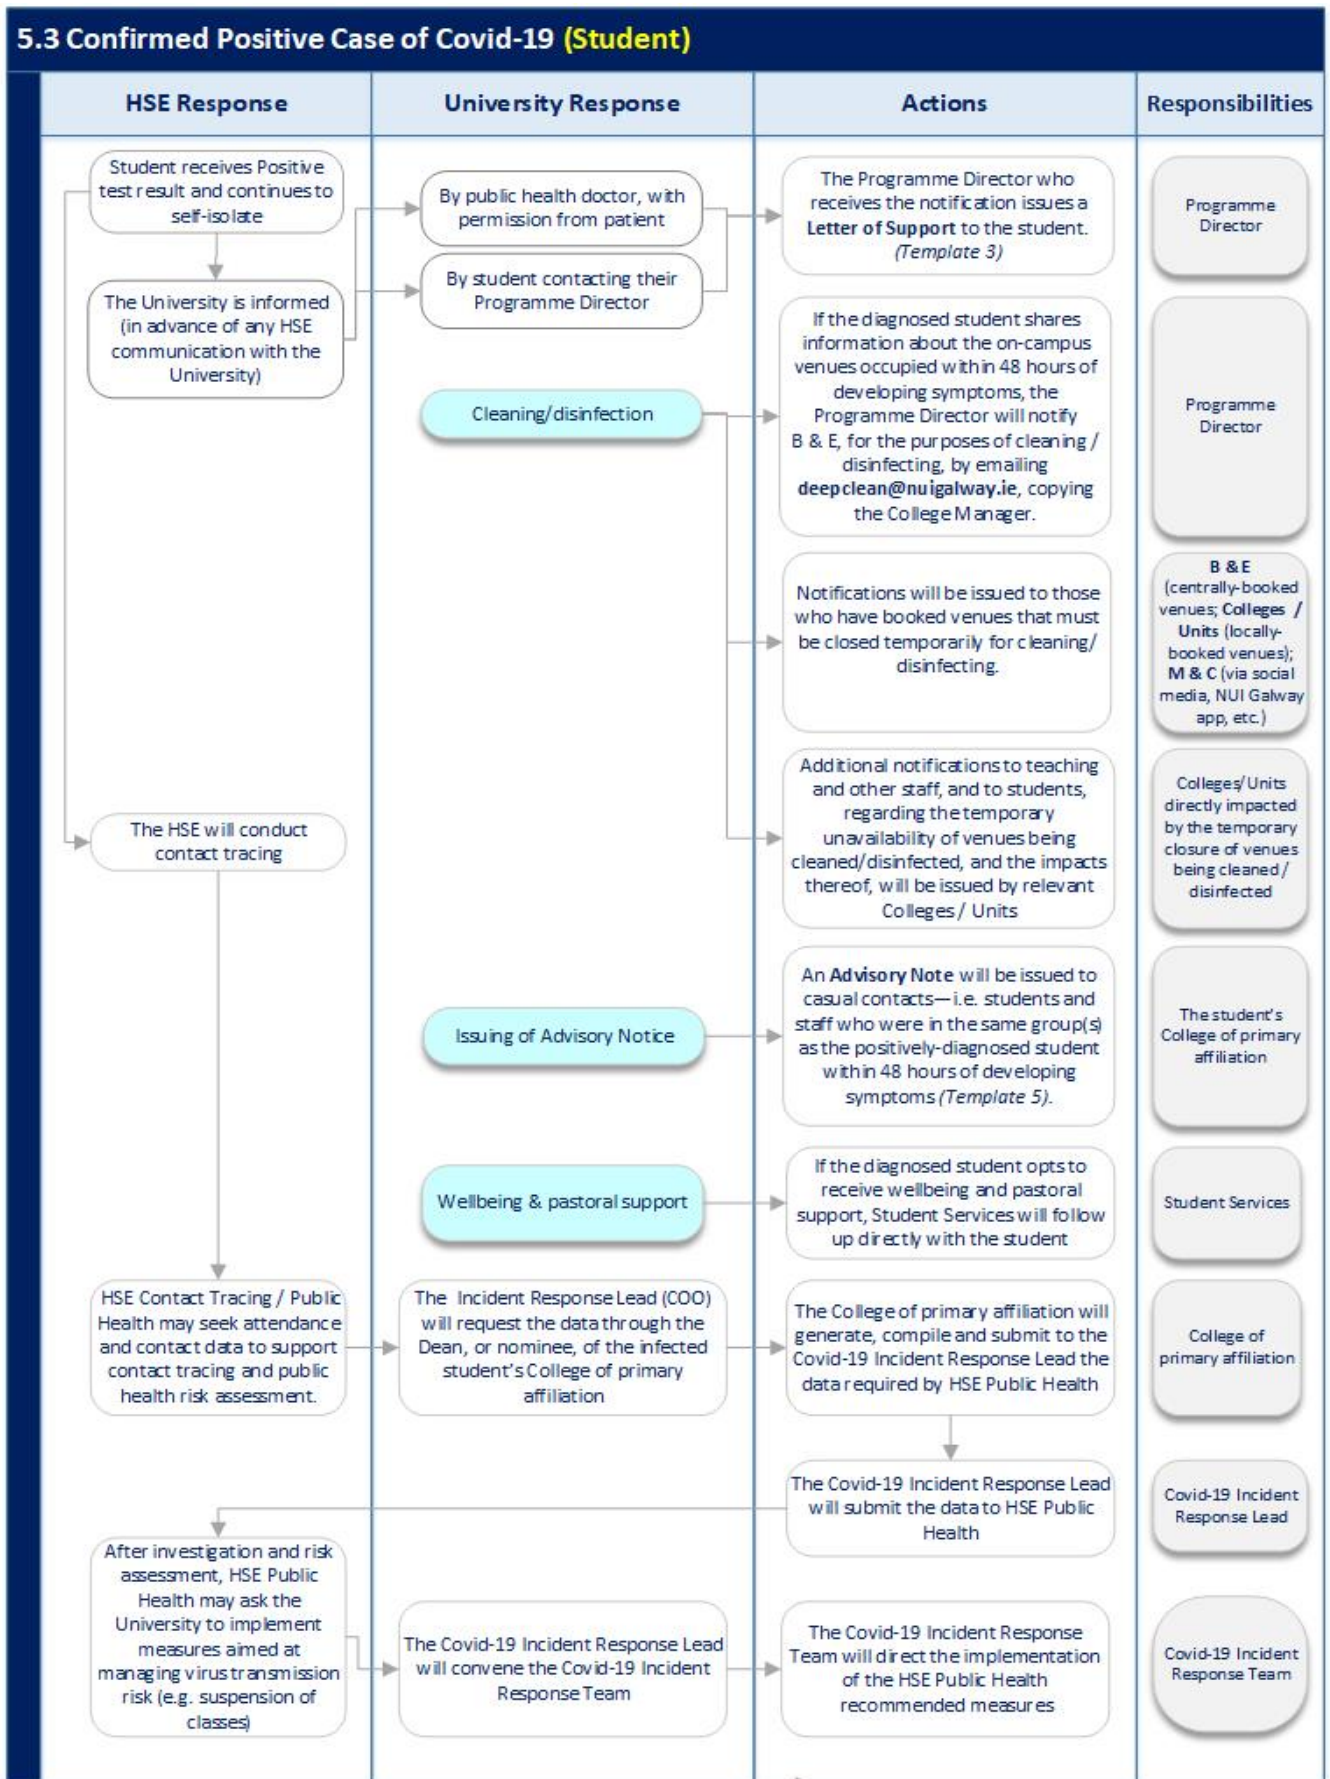 5.3 Confirmed Positive Case of Covid-19 (Student)
HSE Response
University Response
Actions
Responsibilities
Student receives Positive
test result and continues to
self-isolate
The University is informed
(in advance of any HSE
communication with the
University)
By public health doctor, with
permission from patient
By student contacting their
Programme Director
The Programme Director who
receives the notification issues a
Letter of Support to the student.
(Template 3)
Programme
Director
Cleaning/disinfection
If the diagnosed student shares
information about the on-campus
venues occupied within 48 hours of
developing symptoms, the
Programme Director will notify
B & E, for the purposes of cleaning /
disinfecting, by emailing
deepclean@nuigalway.ie, copying
the College Manager.
Programme
Director
Notifications will be issued to those
who have booked venues that must
be closed temporarily for cleaning/
disinfecting.
B & E
(centrally-booked
venues; Colleges /
Units (locally-
booked venues);
M & C (via social
media, NUI Galway
app, etc.)
The HSE will conduct
contact tracing
Additional notifications to teaching
and other staff, and to students,
regarding the temporary
unavailability of venues being
cleaned/disinfected, and the impacts
thereof, will be issued by relevant
Colleges / Units
Colleges/Units
directly impacted
by the temporary
closure of venues
being cleaned /
disinfected
Issuing of Advisory Notice
An Advisory Note will be issued to
casual contacts—i.e. students and
staff who were in the same group(s)
as the positively-diagnosed student
within 48 hours of developing
symptoms (Template 5).
The student's
College of primary
affiliation
Wellbeing & pastoral support
If the diagnosed student opts to
receive wellbeing and pastoral
support, Student Services will follow
up directly with the student
Student Services
HSE Contact Tracing / Public
Health may seek attendance
and contact data to support
contact tracing and public
health risk assessment.
The Incident Response Lead (COO)
will request the data through the
Dean, or nominee, of the infected
student's College of primary
affiliation
The College of primary affiliation will
generate, compile and submit to the
Covid-19 Incident Response Lead the
data required by HSE Public Health
College of
primary affiliation
The Covid-19 Incident Response Lead
will submit the data to HSE Public
Health
Covid-19 Incident
Response Lead
After investigation and risk
assessment, HSE Public
Health may ask the
University to implement
measures aimed at
managing virus transmission
risk (e.g. suspension of
classes)
The Covid-19 Incident Response Lead
will convene the Covid-19 Incident
Response Team
The Covid-19 Incident Response
Team will direct the implementation
of the HSE Public Health
recommended measures
Covid-19 Incident
Response Team